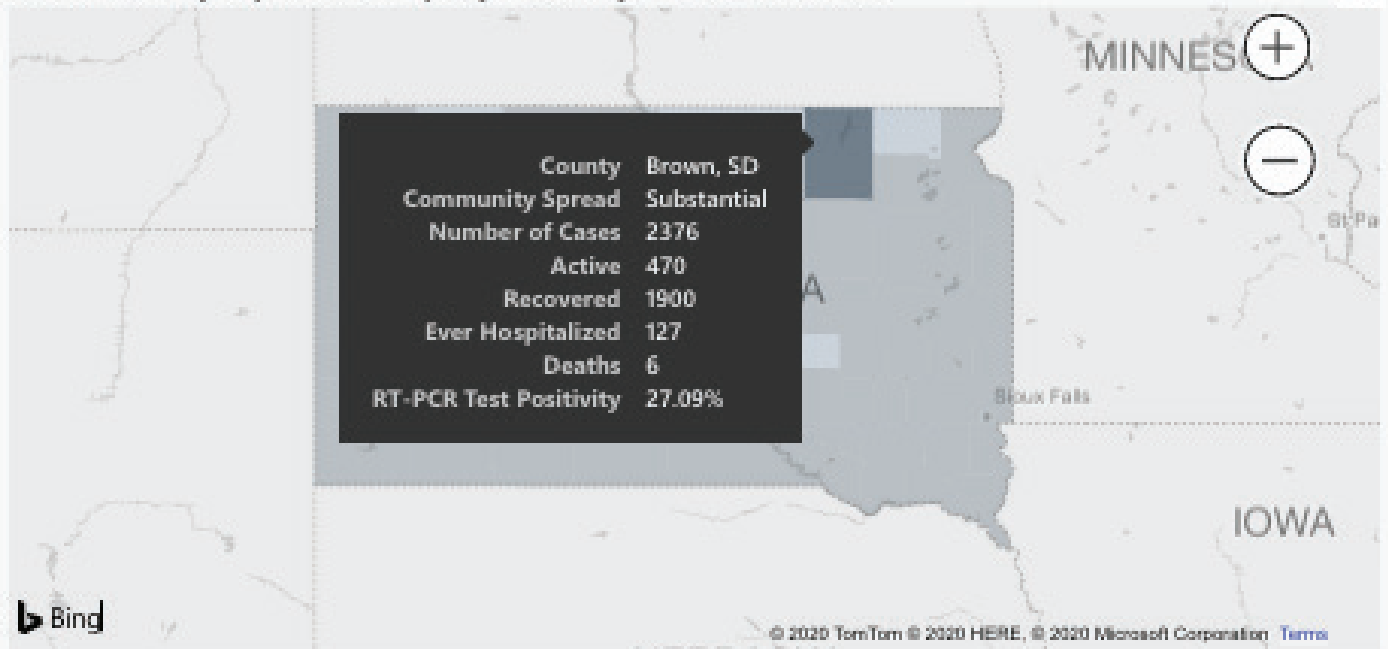 MINNES
County Brown, SD
Community Spread Substantial
Number of Cases 2376
Active 470
Recovered 1900
Ever Hospitalized 127
Deaths 6
RT-PCR Test Positivity 27.09%
St Pa
A
Sioux Falls
IOWA
Bing
© 2020 TomTom © 2020 HERE, © 2020 Microsoft Corporation Terms